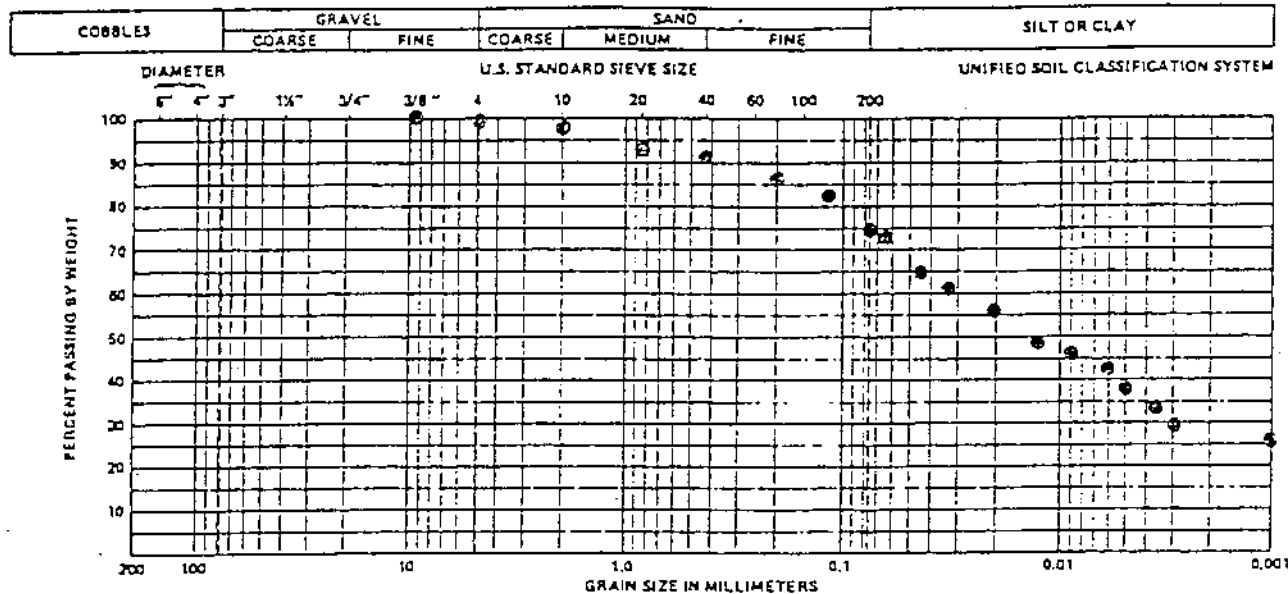 COBBLES GRAVEL SAND SILT OR CLAY
COARSE FINE COARSE MEDIUM FINE
DIAMETER U.S. STANDARD SIEVE SIZE UNIFIED SOIL CLASSIFICATION SYSTEM
6" 4" 3" 1½" 3/4" 3/8" 4 10 20 40 60 100 200
100
90
80
70
60
50
40
30
20
10
PERCENT PASSING BY WEIGHT
200 100 10 1.0 0.1 0.01 0.001
GRAIN SIZE IN MILLIMETERS